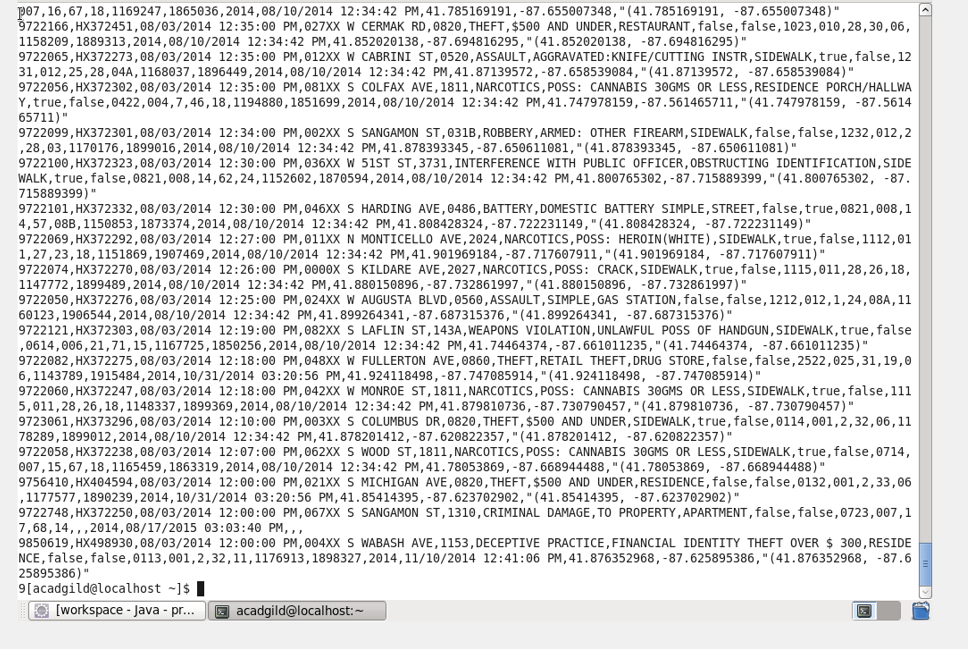 007,16,67,18,1169247,1865036,2014,08/10/2014 12:34:42 PM,41.785169191,-87.655007348,"(41.785169191, -87.655007348)"
9722166,HX372451,08/03/2014 12:35:00 PM,027XX W CERMAK RD,0820,THEFT,$500 AND UNDER,RESTAURANT,false,false,1023,010,28,30,06,
1158209,1889313,2014,08/10/2014 12:34:42 PM,41.852020138,-87.694816295,"(41.852020138, -87.694816295)"
9722065,HX372273,08/03/2014 12:35:00 PM,012XX W CABRINI ST,0520,ASSAULT,AGGRAVATED:KNIFE/CUTTING INSTR,SIDEWALK,true,false,12
31,012,25,28,04A,1168037,1896449,2014,08/10/2014 12:34:42 PM,41.87139572,-87.658539084,"(41.87139572, -87.658539084)"
9722056,HX372302,08/03/2014 12:35:00 PM,081XX S COLFAX AVE,1811,NARCOTICS,POSS: CANNABIS 30GMS OR LESS,RESIDENCE PORCH/HALLWA
Y,true,false,0422,004,7,46,18,1194880,1851699,2014,08/10/2014 12:34:42 PM,41.747978159,-87.561465711,"(41.747978159, -87.5614
65711)"
9722099,HX372301,08/03/2014 12:34:00 PM,002XX S SANGAMON ST,031B,ROBBERY,ARMED: OTHER FIREARM,SIDEWALK,false,false,1232,012,2
,28,03,1170176,1899016,2014,08/10/2014 12:34:42 PM,41.878393345,-87.650611081,"(41.878393345, -87.650611081)"
9722100,HX372323,08/03/2014 12:30:00 PM,036XX W 51ST ST,3731,INTERFERENCE WITH PUBLIC OFFICER,OBSTRUCTING IDENTIFICATION,SIDE
WALK,true,false,0821,008,14,62,24,1152602,1870594,2014,08/10/2014 12:34:42 PM,41.800765302,-87.715889399,"(41.800765302, -87.
715889399)"
9722101,HX372332,08/03/2014 12:30:00 PM,046XX S HARDING AVE,0486,BATTERY,DOMESTIC BATTERY SIMPLE,STREET,false,true,0821,008,1
4,57,08B,1150853,1873374,2014,08/10/2014 12:34:42 PM,41.808428324,-87.722231149,"(41.808428324, -87.722231149)"
9722069,HX372292,08/03/2014 12:27:00 PM,011XX N MONTICELLO AVE,2024,NARCOTICS,POSS: HEROIN(WHITE),SIDEWALK,true,false,1112,01
1,27,23,18,1151869,1907469,2014,08/10/2014 12:34:42 PM,41.901969184,-87.717607911,"(41.901969184, -87.717607911)"
9722074,HX372270,08/03/2014 12:26:00 PM,0000X S KILDARE AVE,2027,NARCOTICS,POSS: CRACK,SIDEWALK,true,false,1115,011,28,26,18,
1147772,1899489,2014,08/10/2014 12:34:42 PM,41.880150896,-87.732861997,"(41.880150896, -87.732861997)"
9722050,HX372276,08/03/2014 12:25:00 PM,024XX W AUGUSTA BLVD,0560,ASSAULT,SIMPLE,GAS STATION,false,false,1212,012,1,24,08A,11
60123,1906544,2014,08/10/2014 12:34:42 PM,41.899264341,-87.687315376,"(41.899264341, -87.687315376)"
9722121,HX372303,08/03/2014 12:19:00 PM,082XX S LAFLIN ST,143A,WEAPONS VIOLATION,UNLAWFUL POSS OF HANDGUN,SIDEWALK,true,false
,0614,006,21,71,15,1167725,1850256,2014,08/10/2014 12:34:42 PM,41.74464374,-87.661011235,"(41.74464374, -87.661011235)"
9722082,HX372275,08/03/2014 12:18:00 PM,048XX W FULLERTON AVE,0860,THEFT,RETAIL THEFT,DRUG STORE,false,false,2522,025,31,19,0
6,1143789,1915484,2014,10/31/2014 03:20:56 PM,41.924118498,-87.747085914,"(41.924118498, -87.747085914)"
9722060,HX372247,08/03/2014 12:18:00 PM,042XX W MONROE ST,1811,NARCOTICS,POSS: CANNABIS 30GMS OR LESS,SIDEWALK,true,false,111
5,011,28,26,18,1148337,1899369,2014,08/10/2014 12:34:42 PM,41.879810736,-87.730790457,"(41.879810736, -87.730790457)"
9723061,HX373296,08/03/2014 12:10:00 PM,003XX S COLUMBUS DR,0820,THEFT,$500 AND UNDER,SIDEWALK,true,false,0114,001,2,32,06,1
178289,1899012,2014,08/10/2014 12:34:42 PM,41.878201412,-87.620822357,"(41.878201412, -87.620822357)"
9722058,HX372238,08/03/2014 12:07:00 PM,062XX S WOOD ST,1811,NARCOTICS,POSS: CANNABIS 30GMS OR LESS,SIDEWALK,true,false,0714,
007,15,67,18,1165459,1863319,2014,08/10/2014 12:34:42 PM,41.78053869,-87.668944488,"(41.78053869, -87.668944488)"
9756410,HX404594,08/03/2014 12:00:00 PM,021XX S MICHIGAN AVE,0820,THEFT,$500 AND UNDER,RESIDENCE,false,false,0132,001,2,33,06
,1177577,1890239,2014,10/31/2014 03:20:56 PM,41.85414395,-87.623702902,"(41.85414395, -87.623702902)"
9722748,HX372250,08/03/2014 12:00:00 PM,067XX S SANGAMON ST,1310,CRIMINAL DAMAGE,TO PROPERTY,APARTMENT,false,false,0723,007,1
7,68,14,,,2014,08/17/2015 03:03:40 PM,,,
9850619,HX498930,08/03/2014 12:00:00 PM,004XX S WABASH AVE,1153,DECEPTIVE PRACTICE,FINANCIAL IDENTITY THEFT OVER $ 300,RESIDE
NCE,false,false,0113,001,2,32,11,1176913,1898327,2014,11/10/2014 12:41:06 PM,41.876352968,-87.625895386,"(41.876352968, -87.6
25895386)"
9[acadgild@localhost ~]$
[workspace - Java - pr... acadgild@localhost:~